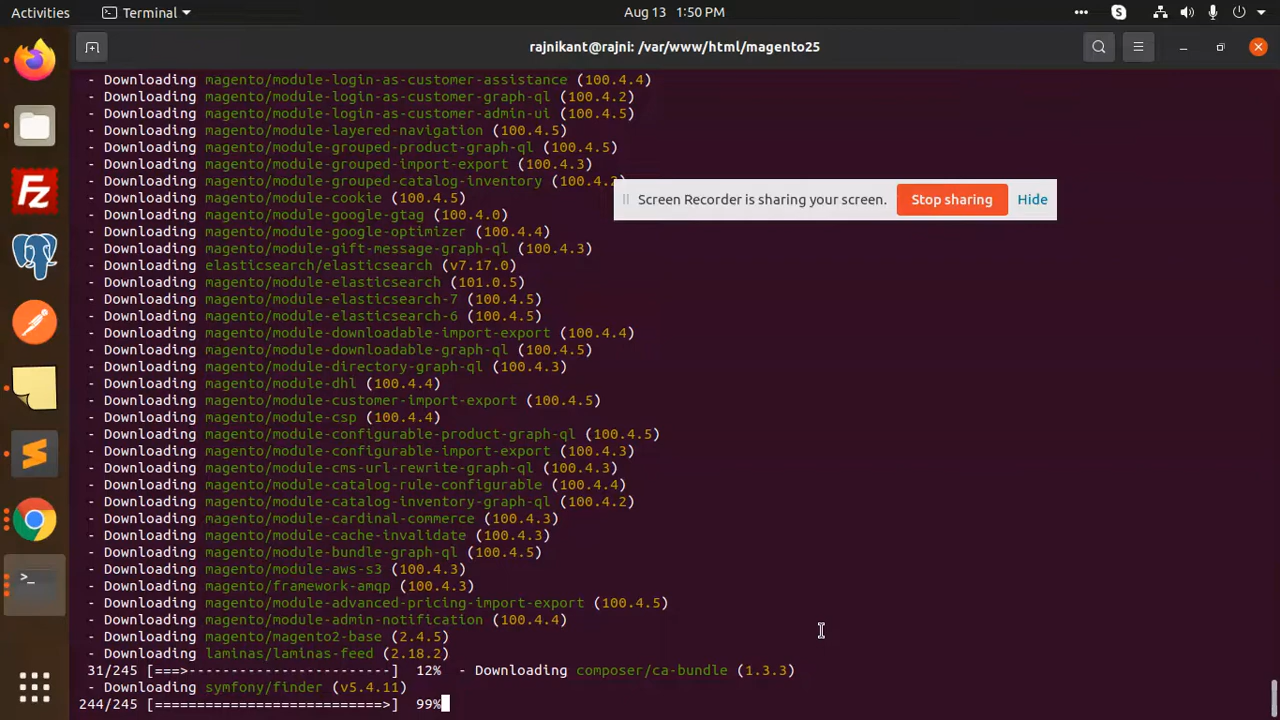 Activities
Terminal
Aug 13 1:50 PM
rajnikant@rajni: /var/www/html/magento25
- Downloading magento/module-login-as-customer-assistance (100.4.4)
- Downloading magento/module-login-as-customer-graph-ql (100.4.2)
- Downloading magento/module-login-as-customer-admin-ui (100.4.5)
- Downloading magento/module-layered-navigation (100.4.5)
- Downloading magento/module-grouped-product-graph-ql (100.4.5)
- Downloading magento/module-grouped-import-export (100.4.3)
- Downloading magento/module-grouped-catalog-inventory
Screen Recorder is sharing your screen.
Stop sharing
Hide
- Downloading magento/module-cookie (100.4.5)
- Downloading magento/module-google-gtag (100.4.0)
- Downloading magento/module-google-optimizer (100.4.4)
- Downloading magento/module-gift-message-graph-ql (100.4.3)
- Downloading elasticsearch/elasticsearch (v7.17.0)
- Downloading magento/module-elasticsearch (101.0.5)
- Downloading magento/module-elasticsearch-7 (100.4.5)
- Downloading magento/module-elasticsearch-6 (100.4.5)
- Downloading magento/module-downloadable-import-export (100.4.4)
- Downloading magento/module-downloadable-graph-ql (100.4.5)
- Downloading magento/module-directory-graph-ql (100.4.3)
- Downloading magento/module-dhl (100.4.4)
- Downloading magento/module-customer-import-export (100.4.5)
- Downloading magento/module-csp (100.4.4)
- Downloading magento/module-configurable-product-graph-ql (100.4.5)
- Downloading magento/module-configurable-import-export (100.4.3)
- Downloading magento/module-cms-url-rewrite-graph-ql (100.4.3)
- Downloading magento/module-catalog-rule-configurable (100.4.4)
- Downloading magento/module-catalog-inventory-graph-ql (100.4.2)
- Downloading magento/module-cardinal-commerce (100.4.3)
- Downloading magento/module-cache-invalidate (100.4.3)
- Downloading magento/module-bundle-graph-ql (100.4.5)
- Downloading magento/module-aws-s3 (100.4.3)
- Downloading magento/framework-amqp (100.4.3)
- Downloading magento/module-advanced-pricing-import-export (100.4.5)
- Downloading magento/module-admin-notification (100.4.4)
- Downloading magento/magento2-base (2.4.5)
- Downloading laminas/laminas-feed (2.18.2)
31/245 [===>------------------------] 12% - Downloading composer/ca-bundle (1.3.3)
- Downloading symfony/finder (v5.4.11)
244/245 [===========================>] 99%